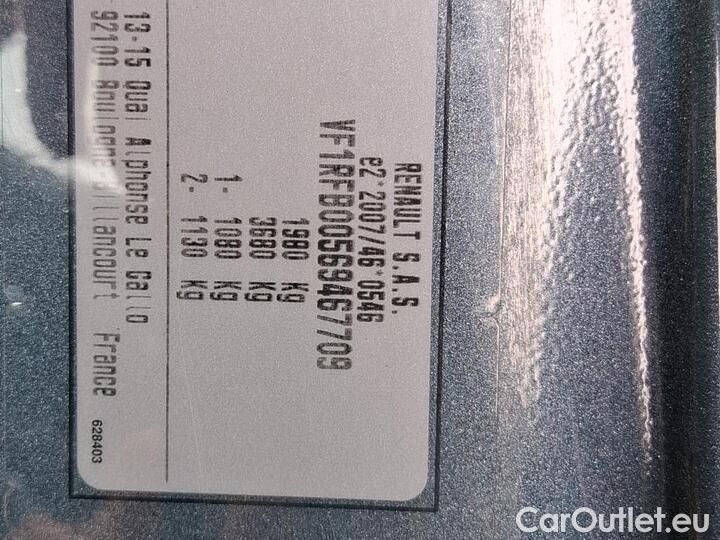 RENAULT S.A.S.
e2*2007/46*0546
VF1RFB00569467709
1980 kg
3680 kg
1- 1080 kg
2- 1130 kg
13-15 Quai Alphonse Le Gallo
92100 Boulogne-Billancourt France
628403
CarOutlet.eu